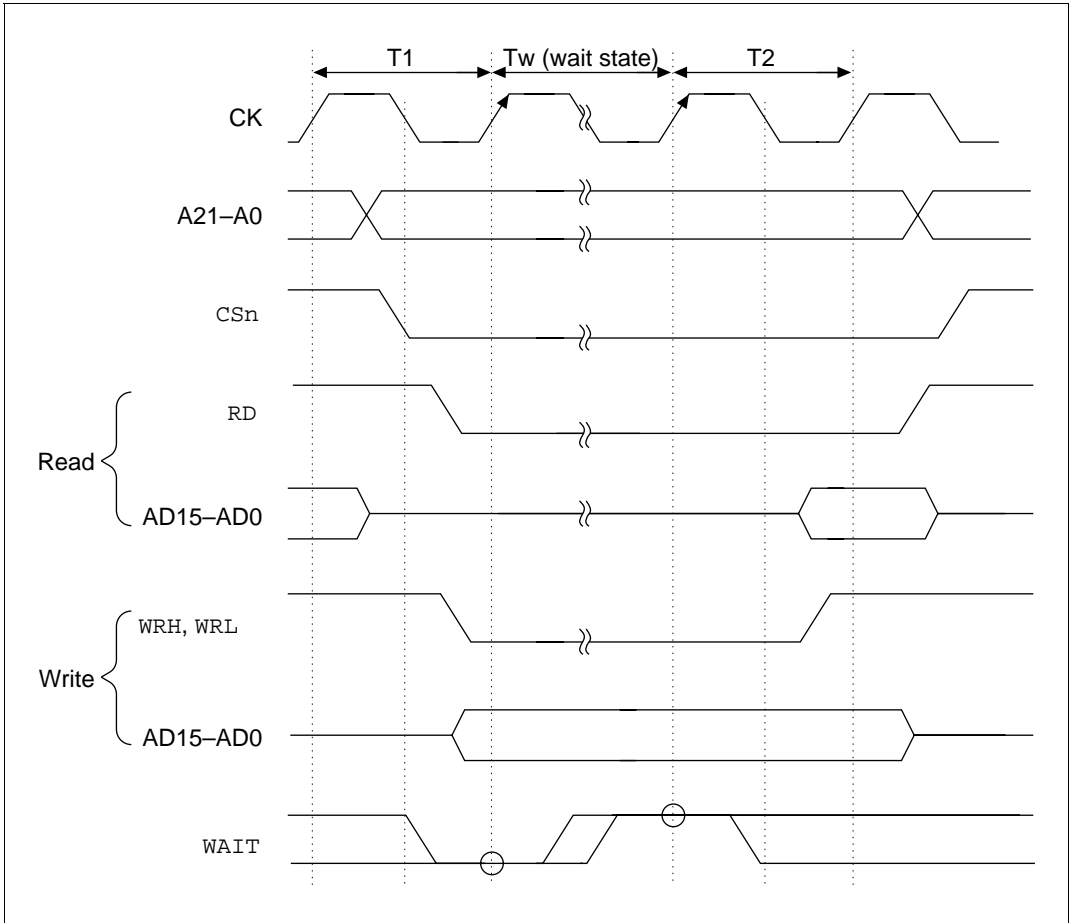 T1 Tw (wait state) T2
CK
A21–A0
CSn
RD
Read
AD15–AD0
WRH, WRL
Write
AD15–AD0
WAIT